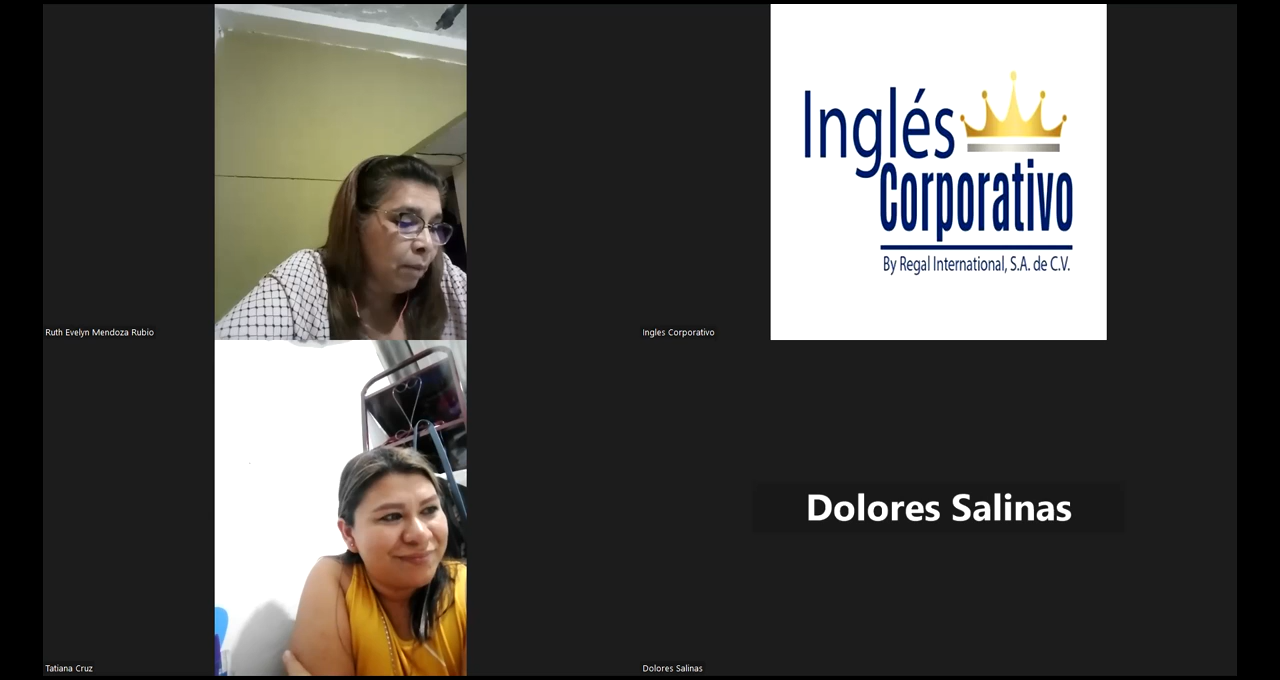 Inglés
Corporativo
By Regal International, S.A. de C.V.
Ruth Evelyn Mendoza Rubio
Ingles Corporativo
Dolores Salinas
Tatiana Cruz
Dolores Salinas